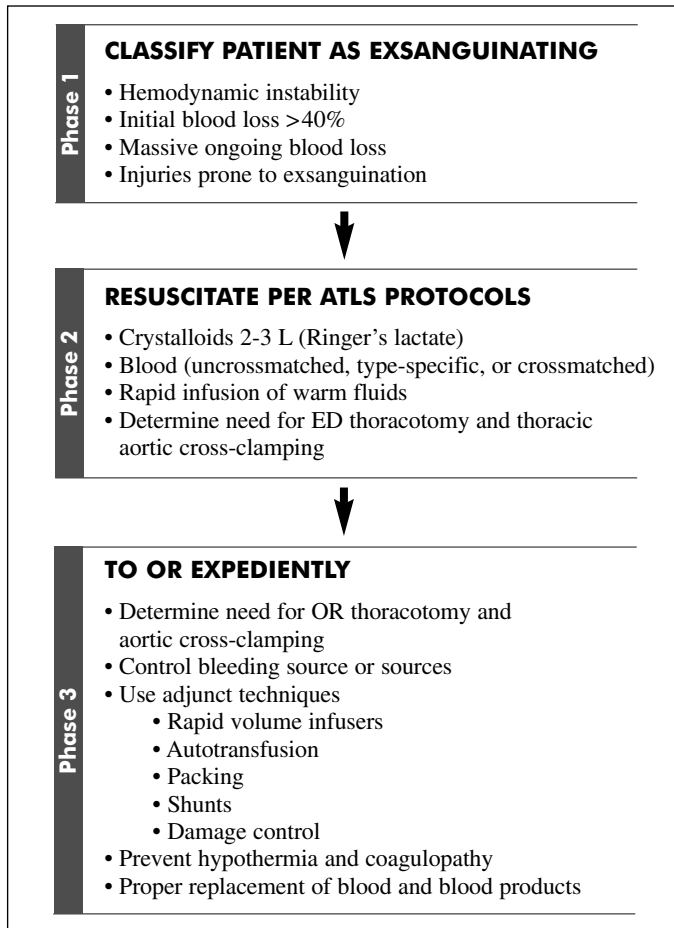 Phase 1
CLASSIFY PATIENT AS EXSANGUINATING
• Hemodynamic instability
• Initial blood loss >40%
• Massive ongoing blood loss
• Injuries prone to exsanguination
Phase 2
RESUSCITATE PER ATLS PROTOCOLS
• Crystalloids 2-3 L (Ringer's lactate)
• Blood (uncrossmatched, type-specific, or crossmatched)
• Rapid infusion of warm fluids
• Determine need for ED thoracotomy and thoracic
aortic cross-clamping
Phase 3
TO OR EXPEDIENTLY
• Determine need for OR thoracotomy and
aortic cross-clamping
• Control bleeding source or sources
• Use adjunct techniques
• Rapid volume infusers
• Autotransfusion
• Packing
• Shunts
• Damage control
• Prevent hypothermia and coagulopathy
• Proper replacement of blood and blood products